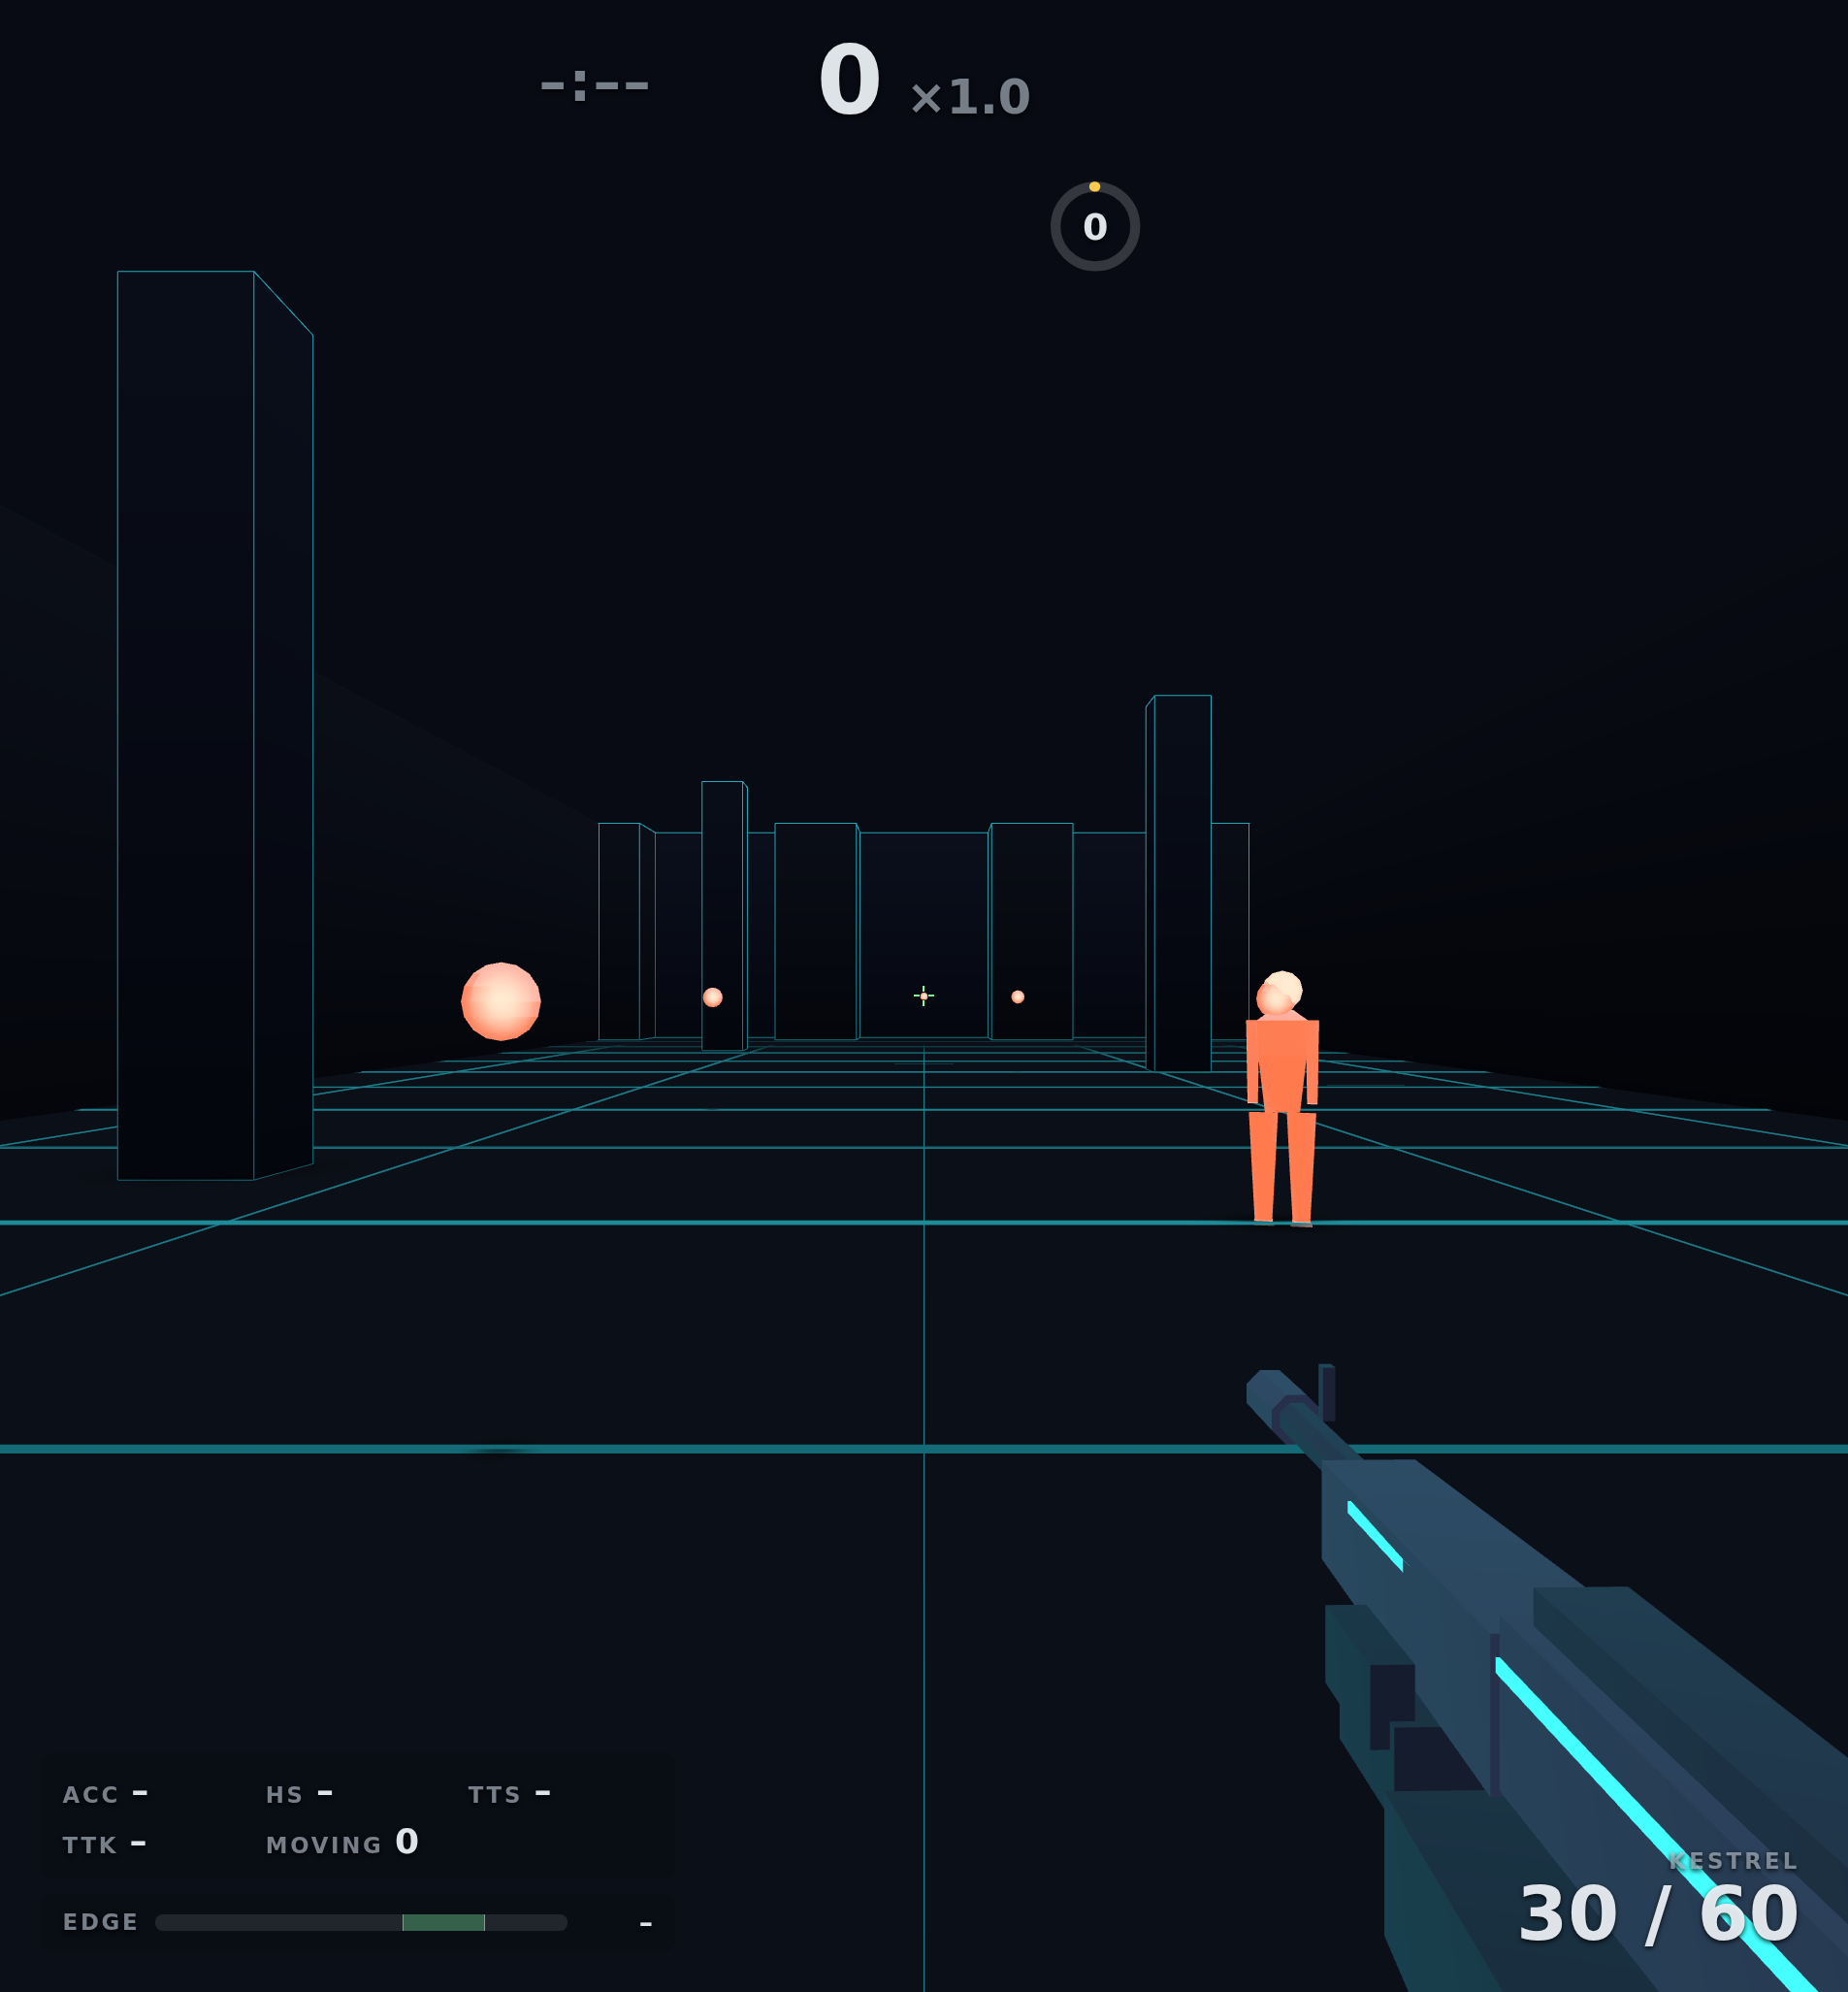 –:–– 0 ×1.0
0
ACC – HS – TTS –
TTK – MOVING 0
EDGE –
KESTREL
30 / 60